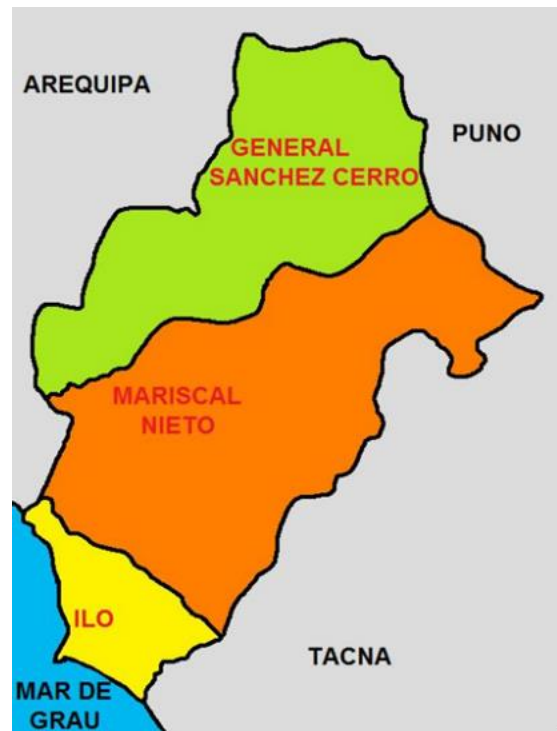 AREQUIPA
PUNO
GENERAL
SANCHEZ CERRO
MARISCAL
NIETO
ILO
TACNA
MAR DE
GRAU